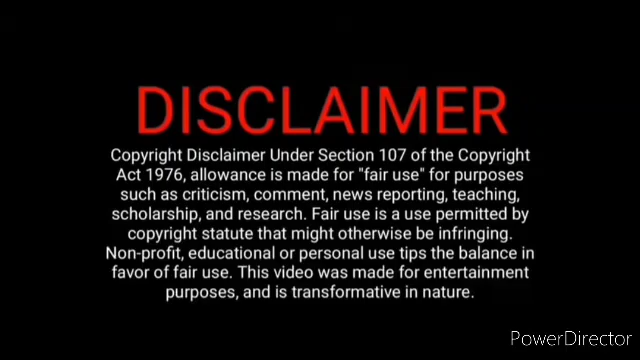 DISCLAIMER
Copyright Disclaimer Under Section 107 of the Copyright
Act 1976, allowance is made for "fair use" for purposes
such as criticism, comment, news reporting, teaching,
scholarship, and research. Fair use is a use permitted by
copyright statute that might otherwise be infringing.
Non-profit, educational or personal use tips the balance in
favor of fair use. This video was made for entertainment
purposes, and is transformative in nature.
PowerDirector